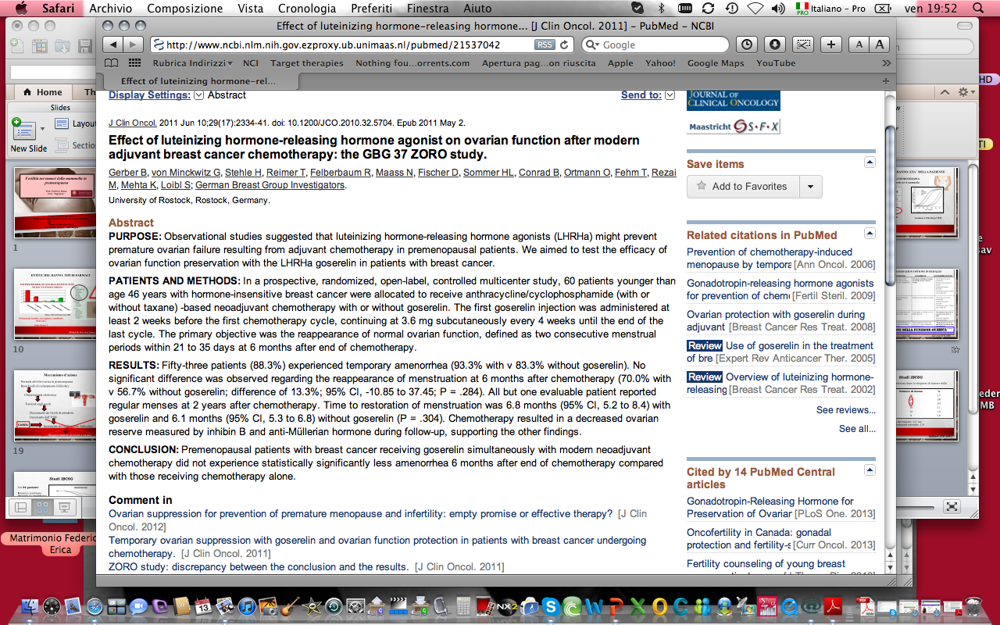 Safari Archivio Composizione Vista Cronologia Preferiti Finestra Aiuto Italiano - Pro ven 19:52
Effect of luteinizing hormone-releasing hormone... [J Clin Oncol. 2011] - PubMed - NCBI
http://www.ncbi.nlm.nih.gov.ezproxy.ub.unimaas.nl/pubmed/21537042 RSS Google
Rubrica Indirizzi NCI Target therapies Nothing fou...orrents.com Apertura pag...on riuscita Apple Yahoo! Google Maps YouTube
Effect of luteinizing hormone-rel...
Home
Slides
New Slide
Layou
Sectio
1
10
19
Fertilità nei tumori della mammella in
premenopausa
ENTITA' DEL DANNO: TIPI DI FARMACI
Meccanismo d'azione
Studi IBCSG
Display Settings: Abstract Send to:
J Clin Oncol. 2011 Jun 10;29(17):2334-41. doi: 10.1200/JCO.2010.32.5704. Epub 2011 May 2.
Effect of luteinizing hormone-releasing hormone agonist on ovarian function after modern
adjuvant breast cancer chemotherapy: the GBG 37 ZORO study.
Gerber B, von Minckwitz G, Stehle H, Reimer T, Felberbaum R, Maass N, Fischer D, Sommer HL, Conrad B, Ortmann O, Fehm T, Rezai
M, Mehta K, Loibl S; German Breast Group Investigators.
University of Rostock, Rostock, Germany.
Abstract
PURPOSE: Observational studies suggested that luteinizing hormone-releasing hormone agonists (LHRHa) might prevent
premature ovarian failure resulting from adjuvant chemotherapy in premenopausal patients. We aimed to test the efficacy of
ovarian function preservation with the LHRHa goserelin in patients with breast cancer.
PATIENTS AND METHODS: In a prospective, randomized, open-label, controlled multicenter study, 60 patients younger than
age 46 years with hormone-insensitive breast cancer were allocated to receive anthracycline/cyclophosphamide (with or
without taxane) -based neoadjuvant chemotherapy with or without goserelin. The first goserelin injection was administered at
least 2 weeks before the first chemotherapy cycle, continuing at 3.6 mg subcutaneously every 4 weeks until the end of the
last cycle. The primary objective was the reappearance of normal ovarian function, defined as two consecutive menstrual
periods within 21 to 35 days at 6 months after end of chemotherapy.
RESULTS: Fifty-three patients (88.3%) experienced temporary amenorrhea (93.3% with v 83.3% without goserelin). No
significant difference was observed regarding the reappearance of menstruation at 6 months after chemotherapy (70.0% with
v 56.7% without goserelin; difference of 13.3%; 95% CI, -10.85 to 37.45; P = .284). All but one evaluable patient reported
regular menses at 2 years after chemotherapy. Time to restoration of menstruation was 6.8 months (95% CI, 5.2 to 8.4) with
goserelin and 6.1 months (95% CI, 5.3 to 6.8) without goserelin (P = .304). Chemotherapy resulted in a decreased ovarian
reserve measured by inhibin B and anti-Müllerian hormone during follow-up, supporting the other findings.
CONCLUSION: Premenopausal patients with breast cancer receiving goserelin simultaneously with modern neoadjuvant
chemotherapy did not experience statistically significantly less amenorrhea 6 months after end of chemotherapy compared
with those receiving chemotherapy alone.
Comment in
Ovarian suppression for prevention of premature menopause and infertility: empty promise or effective therapy? [J Clin
Oncol. 2012]
Temporary ovarian suppression with goserelin and ovarian function protection in patients with breast cancer undergoing
chemotherapy. [J Clin Oncol. 2011]
ZORO study: discrepancy between the conclusion and the results. [J Clin Oncol. 2011]
JOURNAL OF
CLINICAL ONCOLOGY
Maastricht S·F·X
Save items
Add to Favorites
Related citations in PubMed
Prevention of chemotherapy-induced
menopause by tempora [Ann Oncol. 2006]
Gonadotropin-releasing hormone agonists
for prevention of chem [Fertil Steril. 2009]
Ovarian protection with goserelin during
adjuvant [Breast Cancer Res Treat. 2008]
Review Use of goserelin in the treatment
of bre [Expert Rev Anticancer Ther. 2005]
Review Overview of luteinizing hormone-
releasing [Breast Cancer Res Treat. 2002]
See reviews...
See all...
Cited by 14 PubMed Central
articles
Gonadotropin-Releasing Hormone for
Preservation of Ovarian [PLoS One. 2013]
Oncofertility in Canada: gonadal
protection and fertility-s [Curr Oncol. 2013]
Fertility counseling of young breast
HD
MB
Matrimonio Federic
Erica